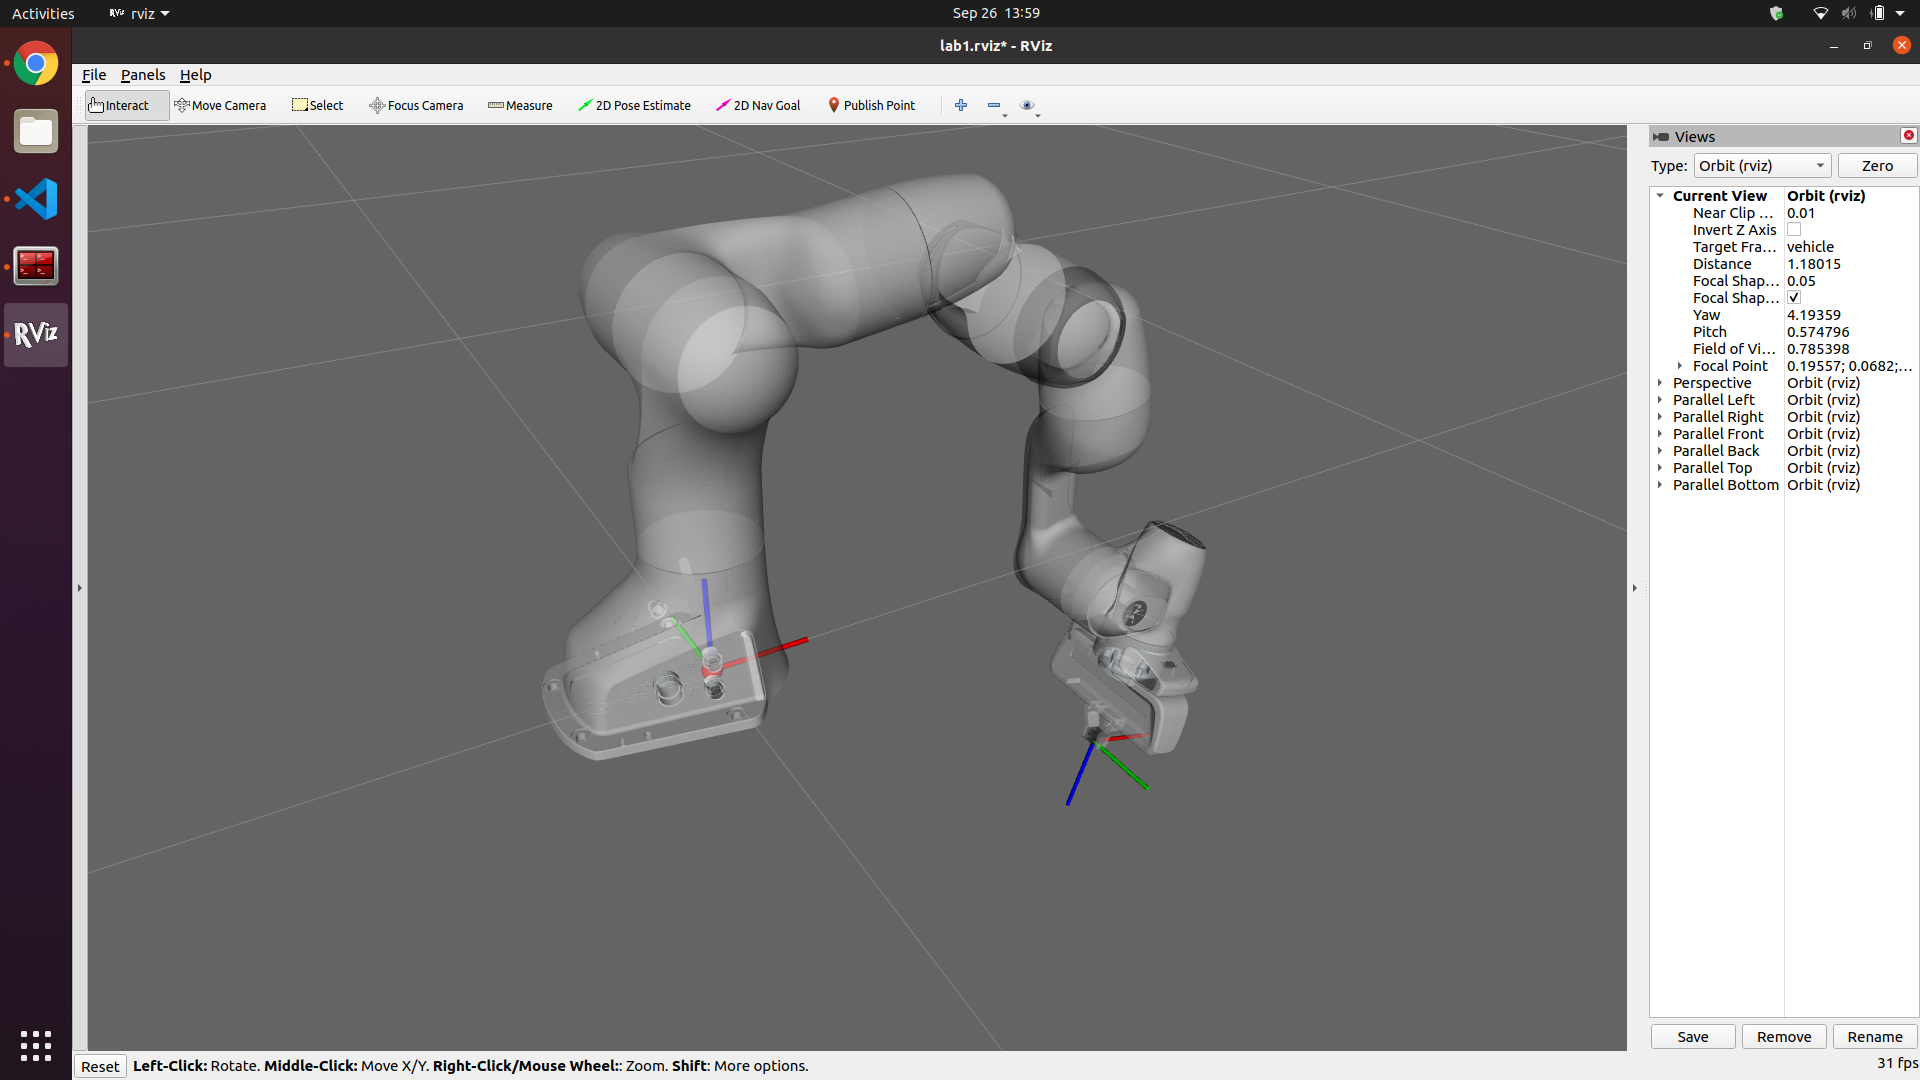 Activities
RViz rviz
Sep 26 13:59
lab1.rviz* - RViz
File Panels Help
Interact Move Camera Select Focus Camera Measure 2D Pose Estimate 2D Nav Goal Publish Point
RViz
Views
Type: Orbit (rviz) Zero
Current View Orbit (rviz)
Near Clip … 0.01
Invert Z Axis
Target Fra… vehicle
Distance 1.18015
Focal Shap… 0.05
Focal Shap…
Yaw 4.19359
Pitch 0.574796
Field of Vi… 0.785398
Focal Point 0.19557; 0.0682;…
Perspective Orbit (rviz)
Parallel Left Orbit (rviz)
Parallel Right Orbit (rviz)
Parallel Front Orbit (rviz)
Parallel Back Orbit (rviz)
Parallel Top Orbit (rviz)
Parallel Bottom Orbit (rviz)
Save Remove Rename
Reset Left-Click: Rotate. Middle-Click: Move X/Y. Right-Click/Mouse Wheel:: Zoom. Shift: More options.
31 fps